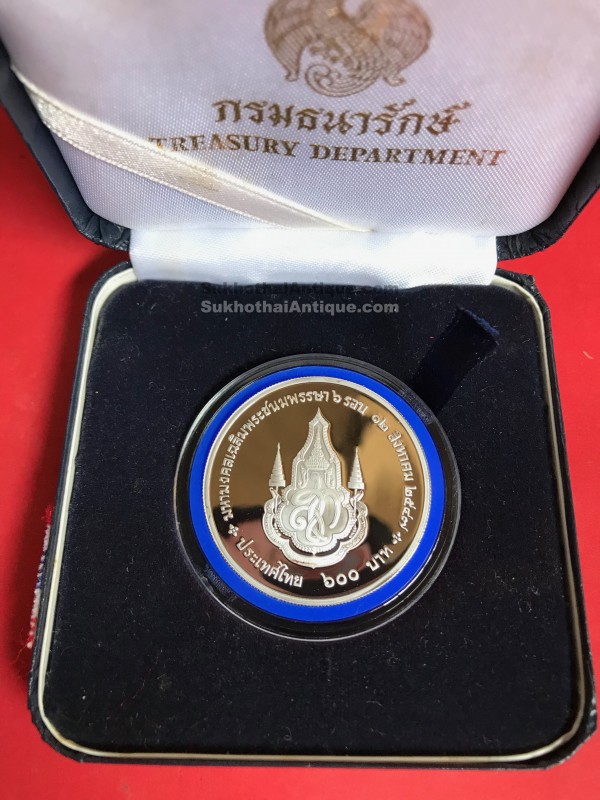 กรมธนารักษ์
TREASURY DEPARTMENT
SukhothaiAntique.com
SukhothaiAntique.com
มหามงคลเฉลิมพระชนมพรรษา ๖ รอบ ๑๒ สิงหาคม ๒๕๔๗
ประเทศไทย ๖๐๐ บาท